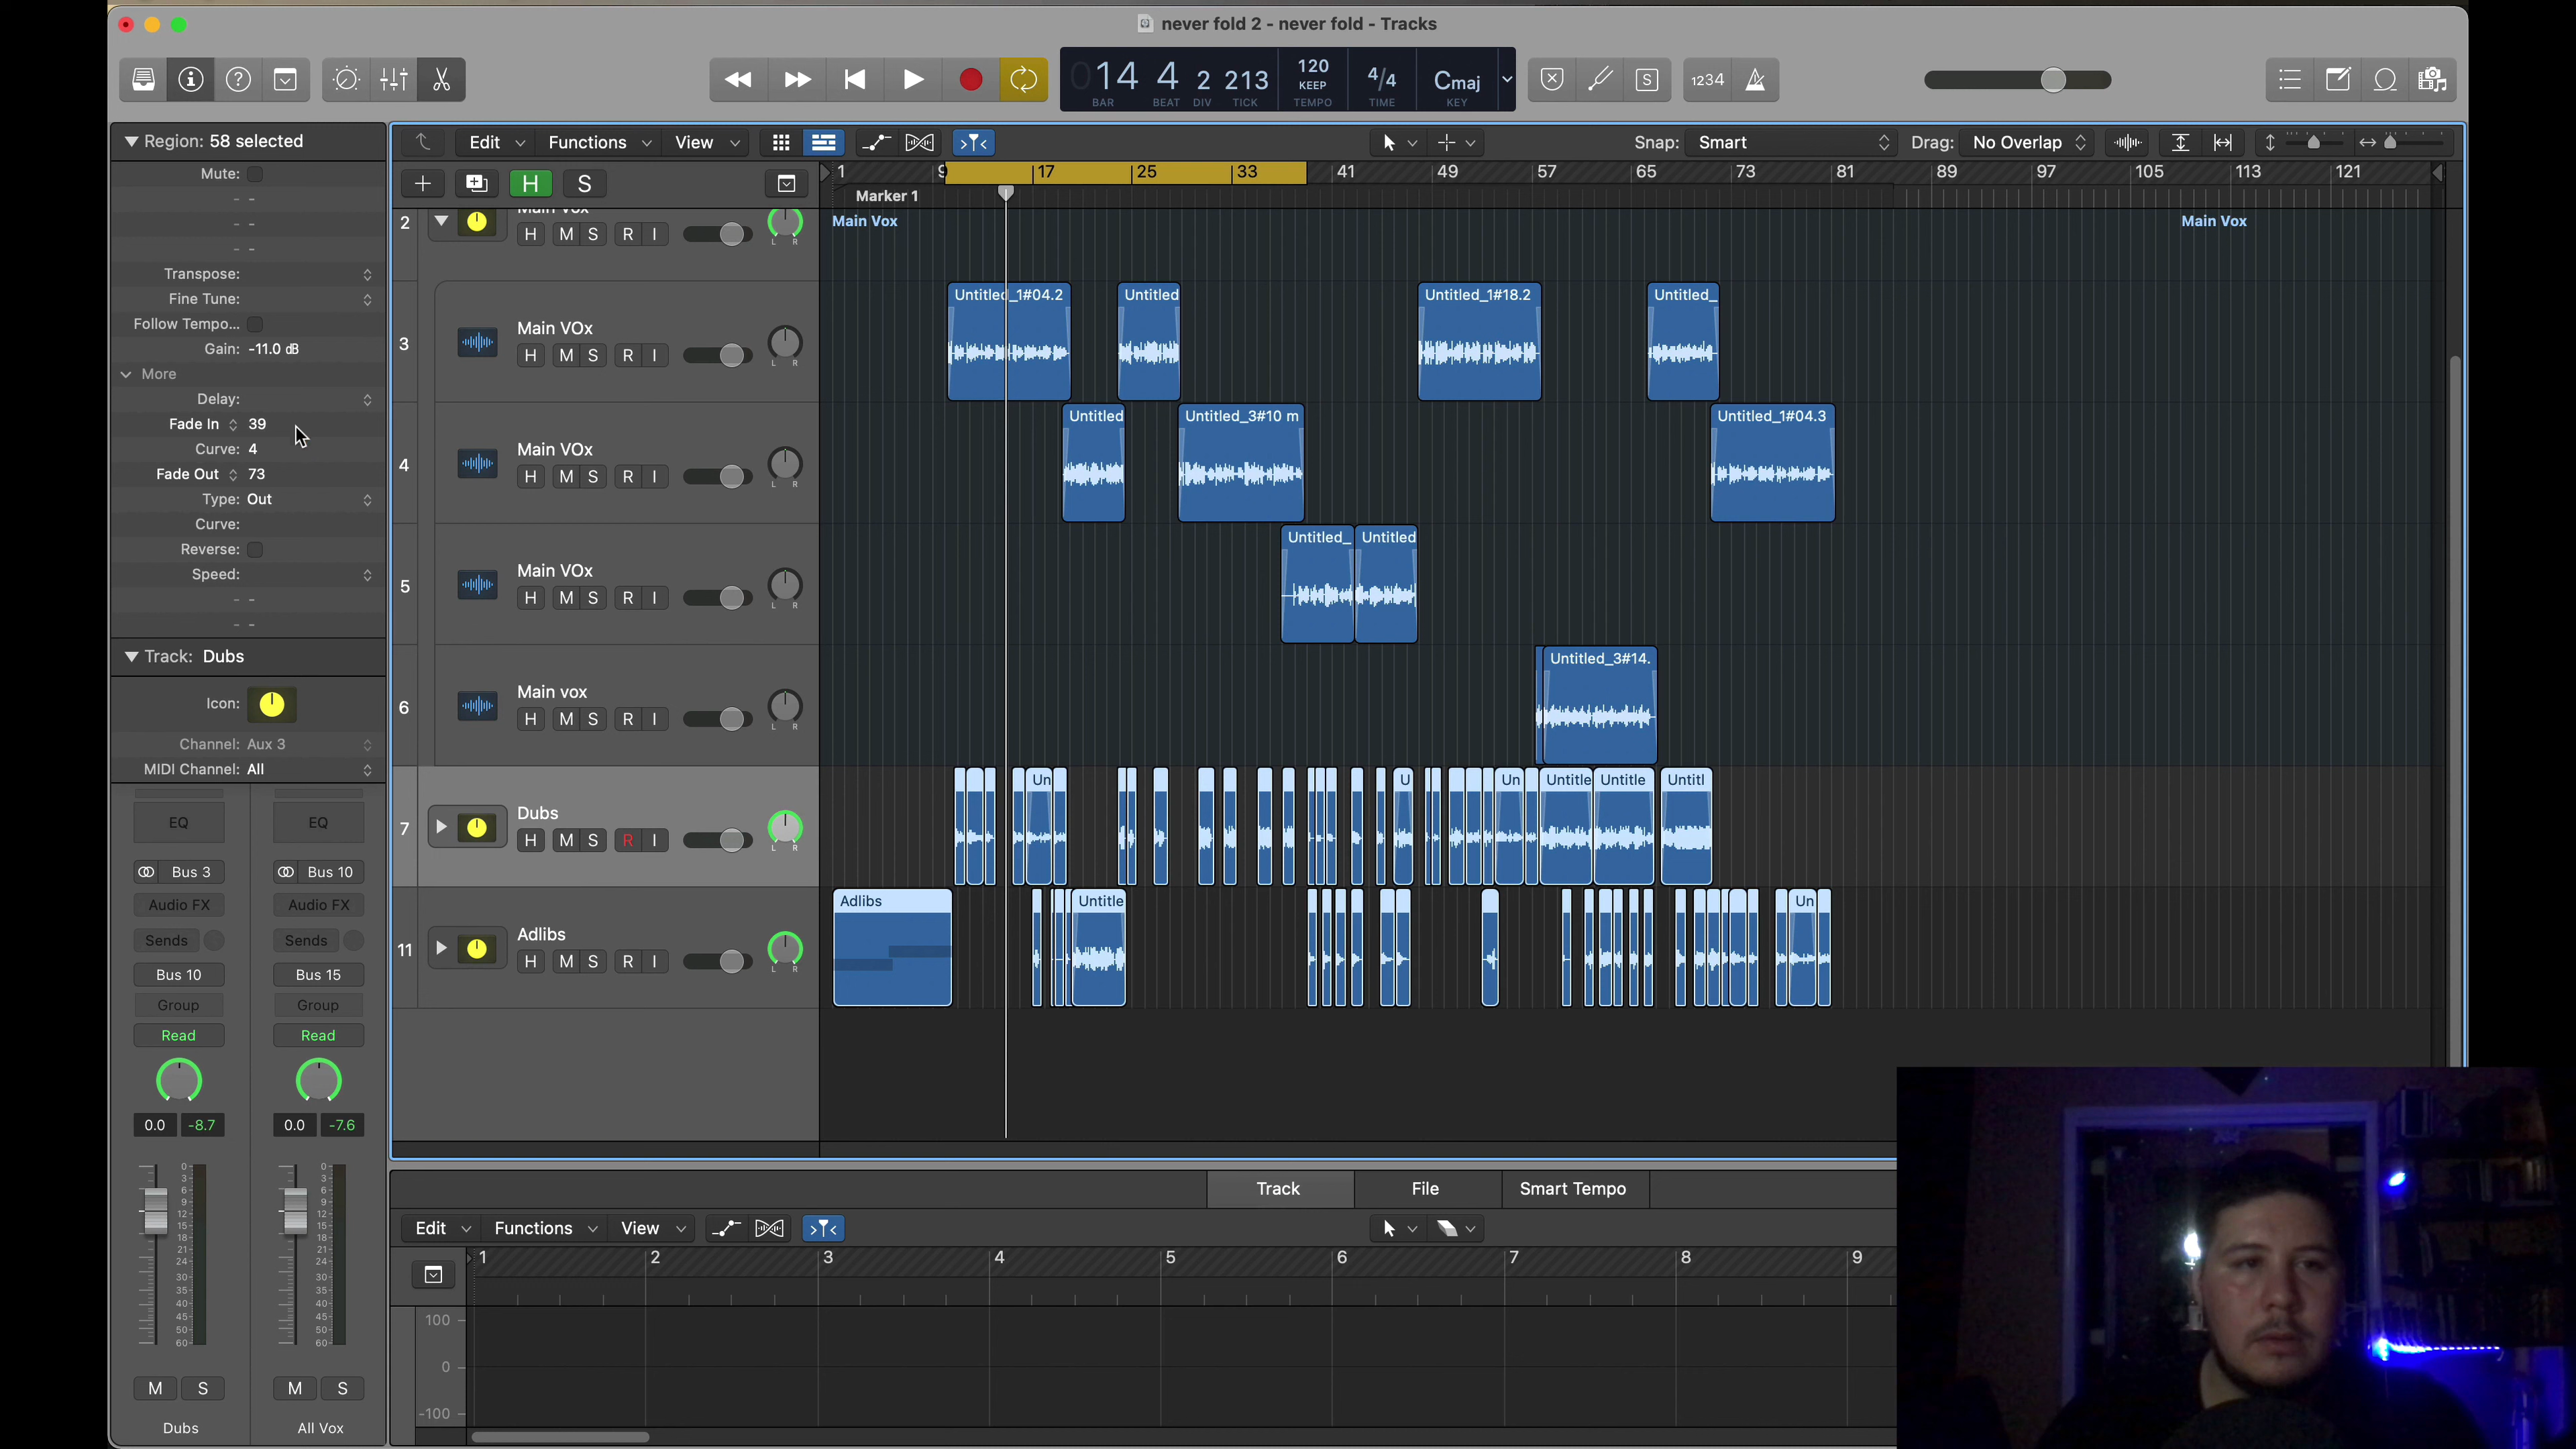 never fold 2 - never fold - Tracks
014 4 2 213
BAR BEAT DIV TICK
120
KEEP
TEMPO
4/4
TIME
Cmaj
KEY
S
1234
Region: 58 selected
Mute:
Transpose:
Fine Tune:
Follow Tempo...
Gain: -11.0 dB
More
Delay:
Fade In 39
Curve: 4
Fade Out 73
Type: Out
Curve:
Reverse:
Speed:
Track: Dubs
Icon:
Channel: Aux 3
MIDI Channel: All
EQ EQ
Bus 3 Bus 10
Audio FX Audio FX
Sends Sends
Bus 10 Bus 15
Group Group
Read Read
0.0 -8.7 0.0 -7.6
M S M S
Dubs All Vox
Edit Functions View
Snap: Smart Drag: No Overlap
H S
1 9 17 25 33 41 49 57 65 73 81 89 97 105 113 121
Marker 1
2 Main Vox
H M S R I
Main Vox Main Vox
3 Main VOx
H M S R I
Untitled_1#04.2 Untitled Untitled_1#18.2 Untitled_
4 Main VOx
H M S R I
Untitled Untitled_3#10 m Untitled_1#04.3
5 Main VOx
H M S R I
Untitled_ Untitled
6 Main vox
H M S R I
Untitled_3#14.
7 Dubs
H M S R I
Un U Un Untitle Untitle Untitl
11 Adlibs
H M S R I
Adlibs Untitle Un
Track File Smart Tempo
Edit Functions View
1 2 3 4 5 6 7 8 9
100
0
-100